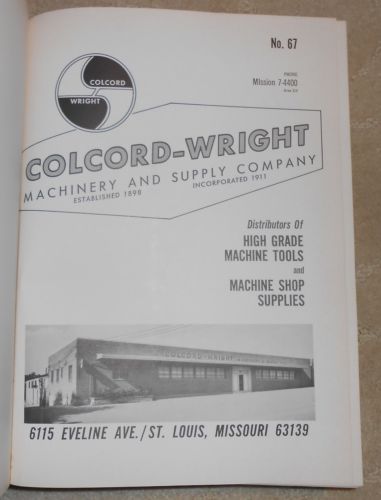 COLCORD
WRIGHT
No. 67
PHONE
Mission 7-4400
COLCORD-WRIGHT
MACHINERY AND SUPPLY COMPANY
ESTABLISHED 1898 INCORPORATED 1911
Distributors Of
HIGH GRADE
MACHINE TOOLS
and
MACHINE SHOP
SUPPLIES
COLCORD-WRIGHT
6115 EVELINE AVE./ST. LOUIS, MISSOURI 63139